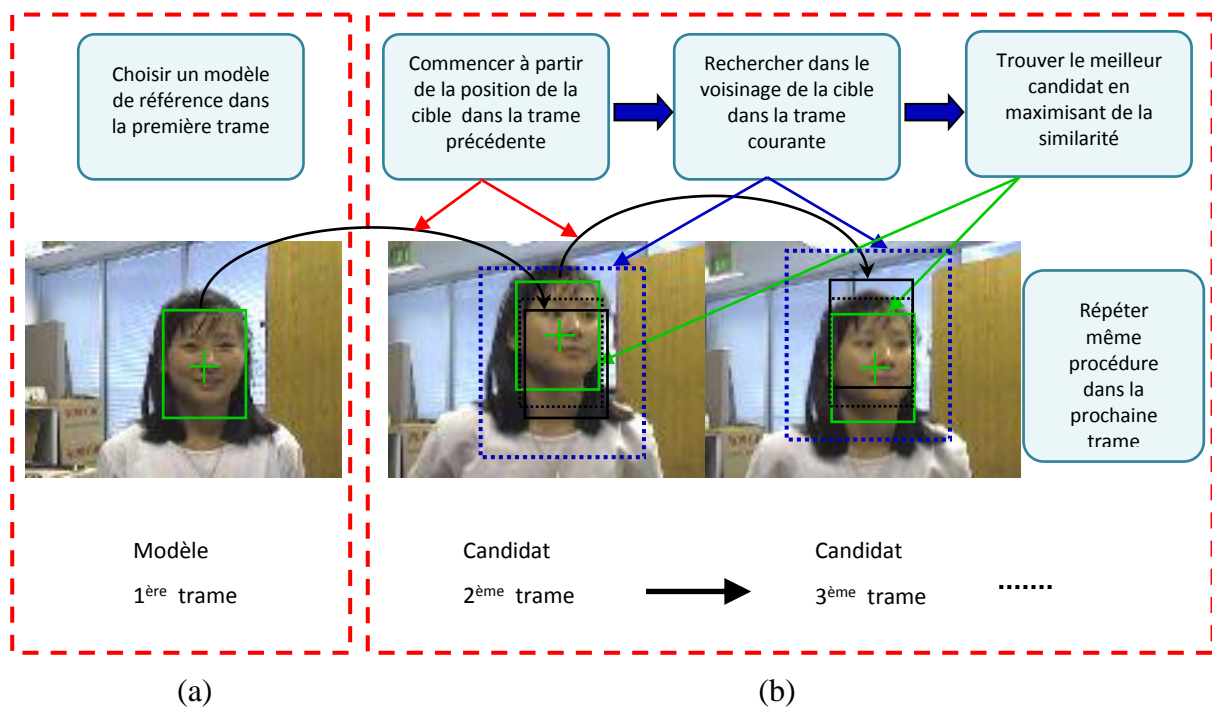 Choisir un modèle
de référence dans
la première trame
Commencer à partir
de la position de la
cible dans la trame
précédente
Rechercher dans le
voisinage de la cible
dans la trame
courante
Trouver le meilleur
candidat en
maximisant de la
similarité
Répéter
même
procédure
dans la
prochaine
trame
Modèle
1ère trame
Candidat
2ème trame
Candidat
3ème trame
.......
(a)
(b)